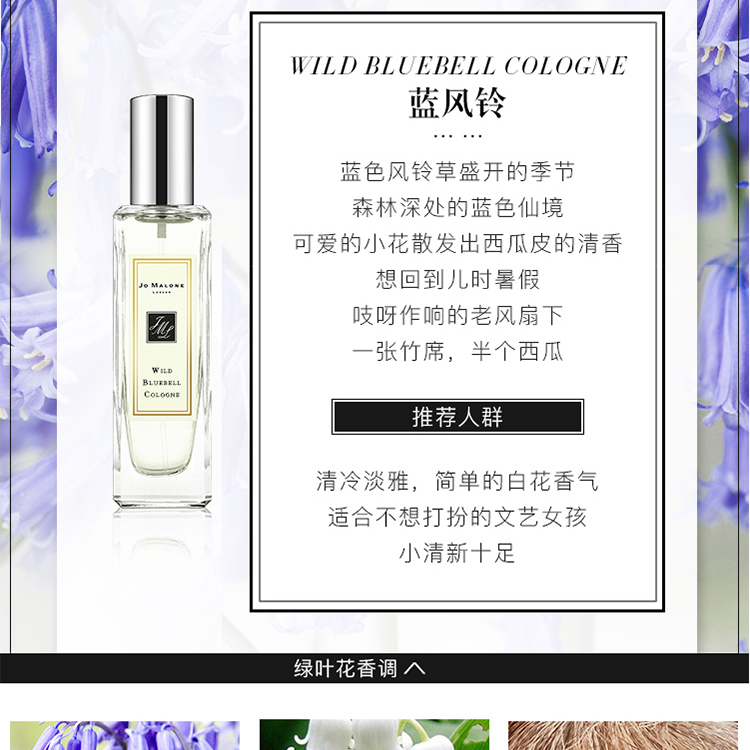 WILD BLUEBELL COLOGNE
蓝风铃
... ...
蓝色风铃草盛开的季节
森林深处的蓝色仙境
可爱的小花散发出西瓜皮的清香
想回到儿时暑假
吱呀作响的老风扇下
一张竹席，半个西瓜
JO MALONE
LONDON
JML
WILD
BLUEBELL
COLOGNE
推荐人群
清冷淡雅，简单的白花香气
适合不想打扮的文艺女孩
小清新十足
绿叶花香调